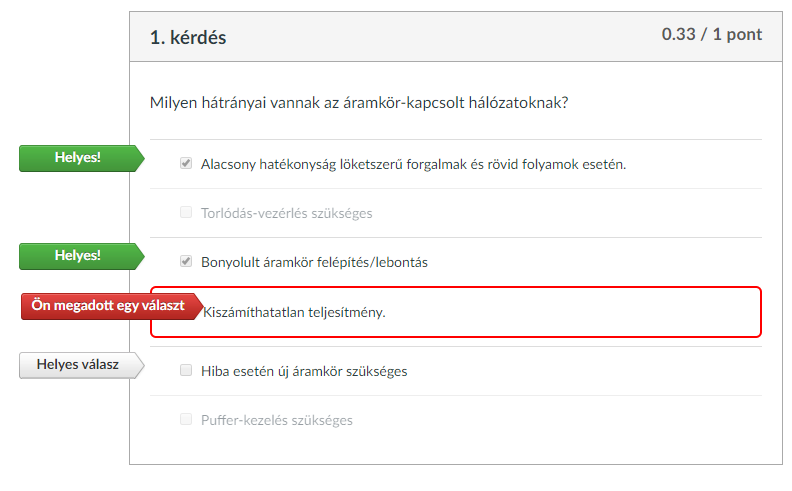 1. kérdés
0.33 / 1 pont
Milyen hátrányai vannak az áramkör-kapcsolt hálózatoknak?
Helyes!
Alacsony hatékonyság löketszerű forgalmak és rövid folyamok esetén.
Torlódás-vezérlés szükséges
Helyes!
Bonyolult áramkör felépítés/lebontás
Ön megadott egy választ
Kiszámíthatatlan teljesítmény.
Helyes válasz
Hiba esetén új áramkör szükséges
Puffer-kezelés szükséges